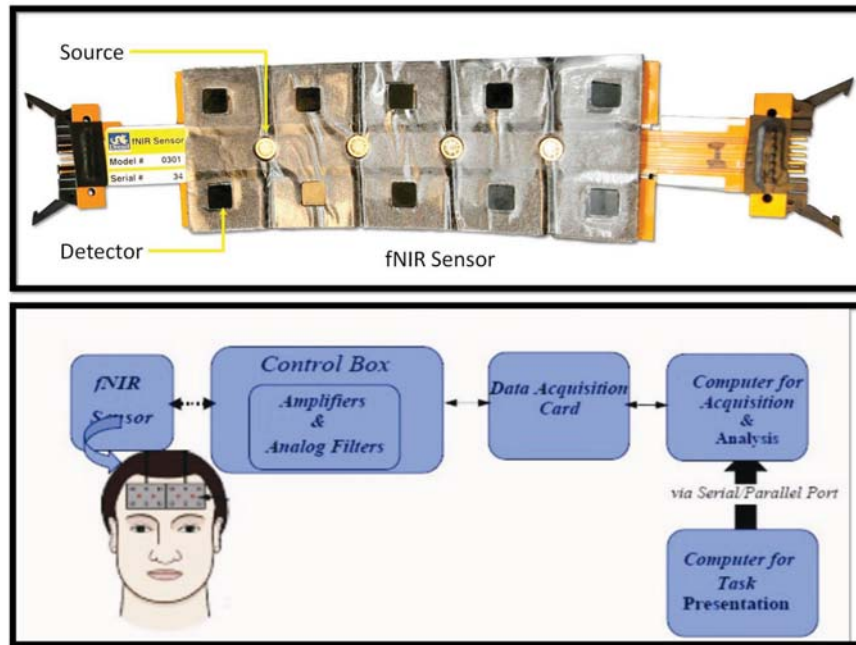 Source
fNIR Sensor
Model # 0301
Serial # 34
Detector
fNIR Sensor
fNIR
Sensor
Control Box
Amplifiers
&
Analog Filters
Data Acquisition
Card
Computer for
Acquisition
&
Analysis
via Serial/Parallel Port
Computer for
Task
Presentation